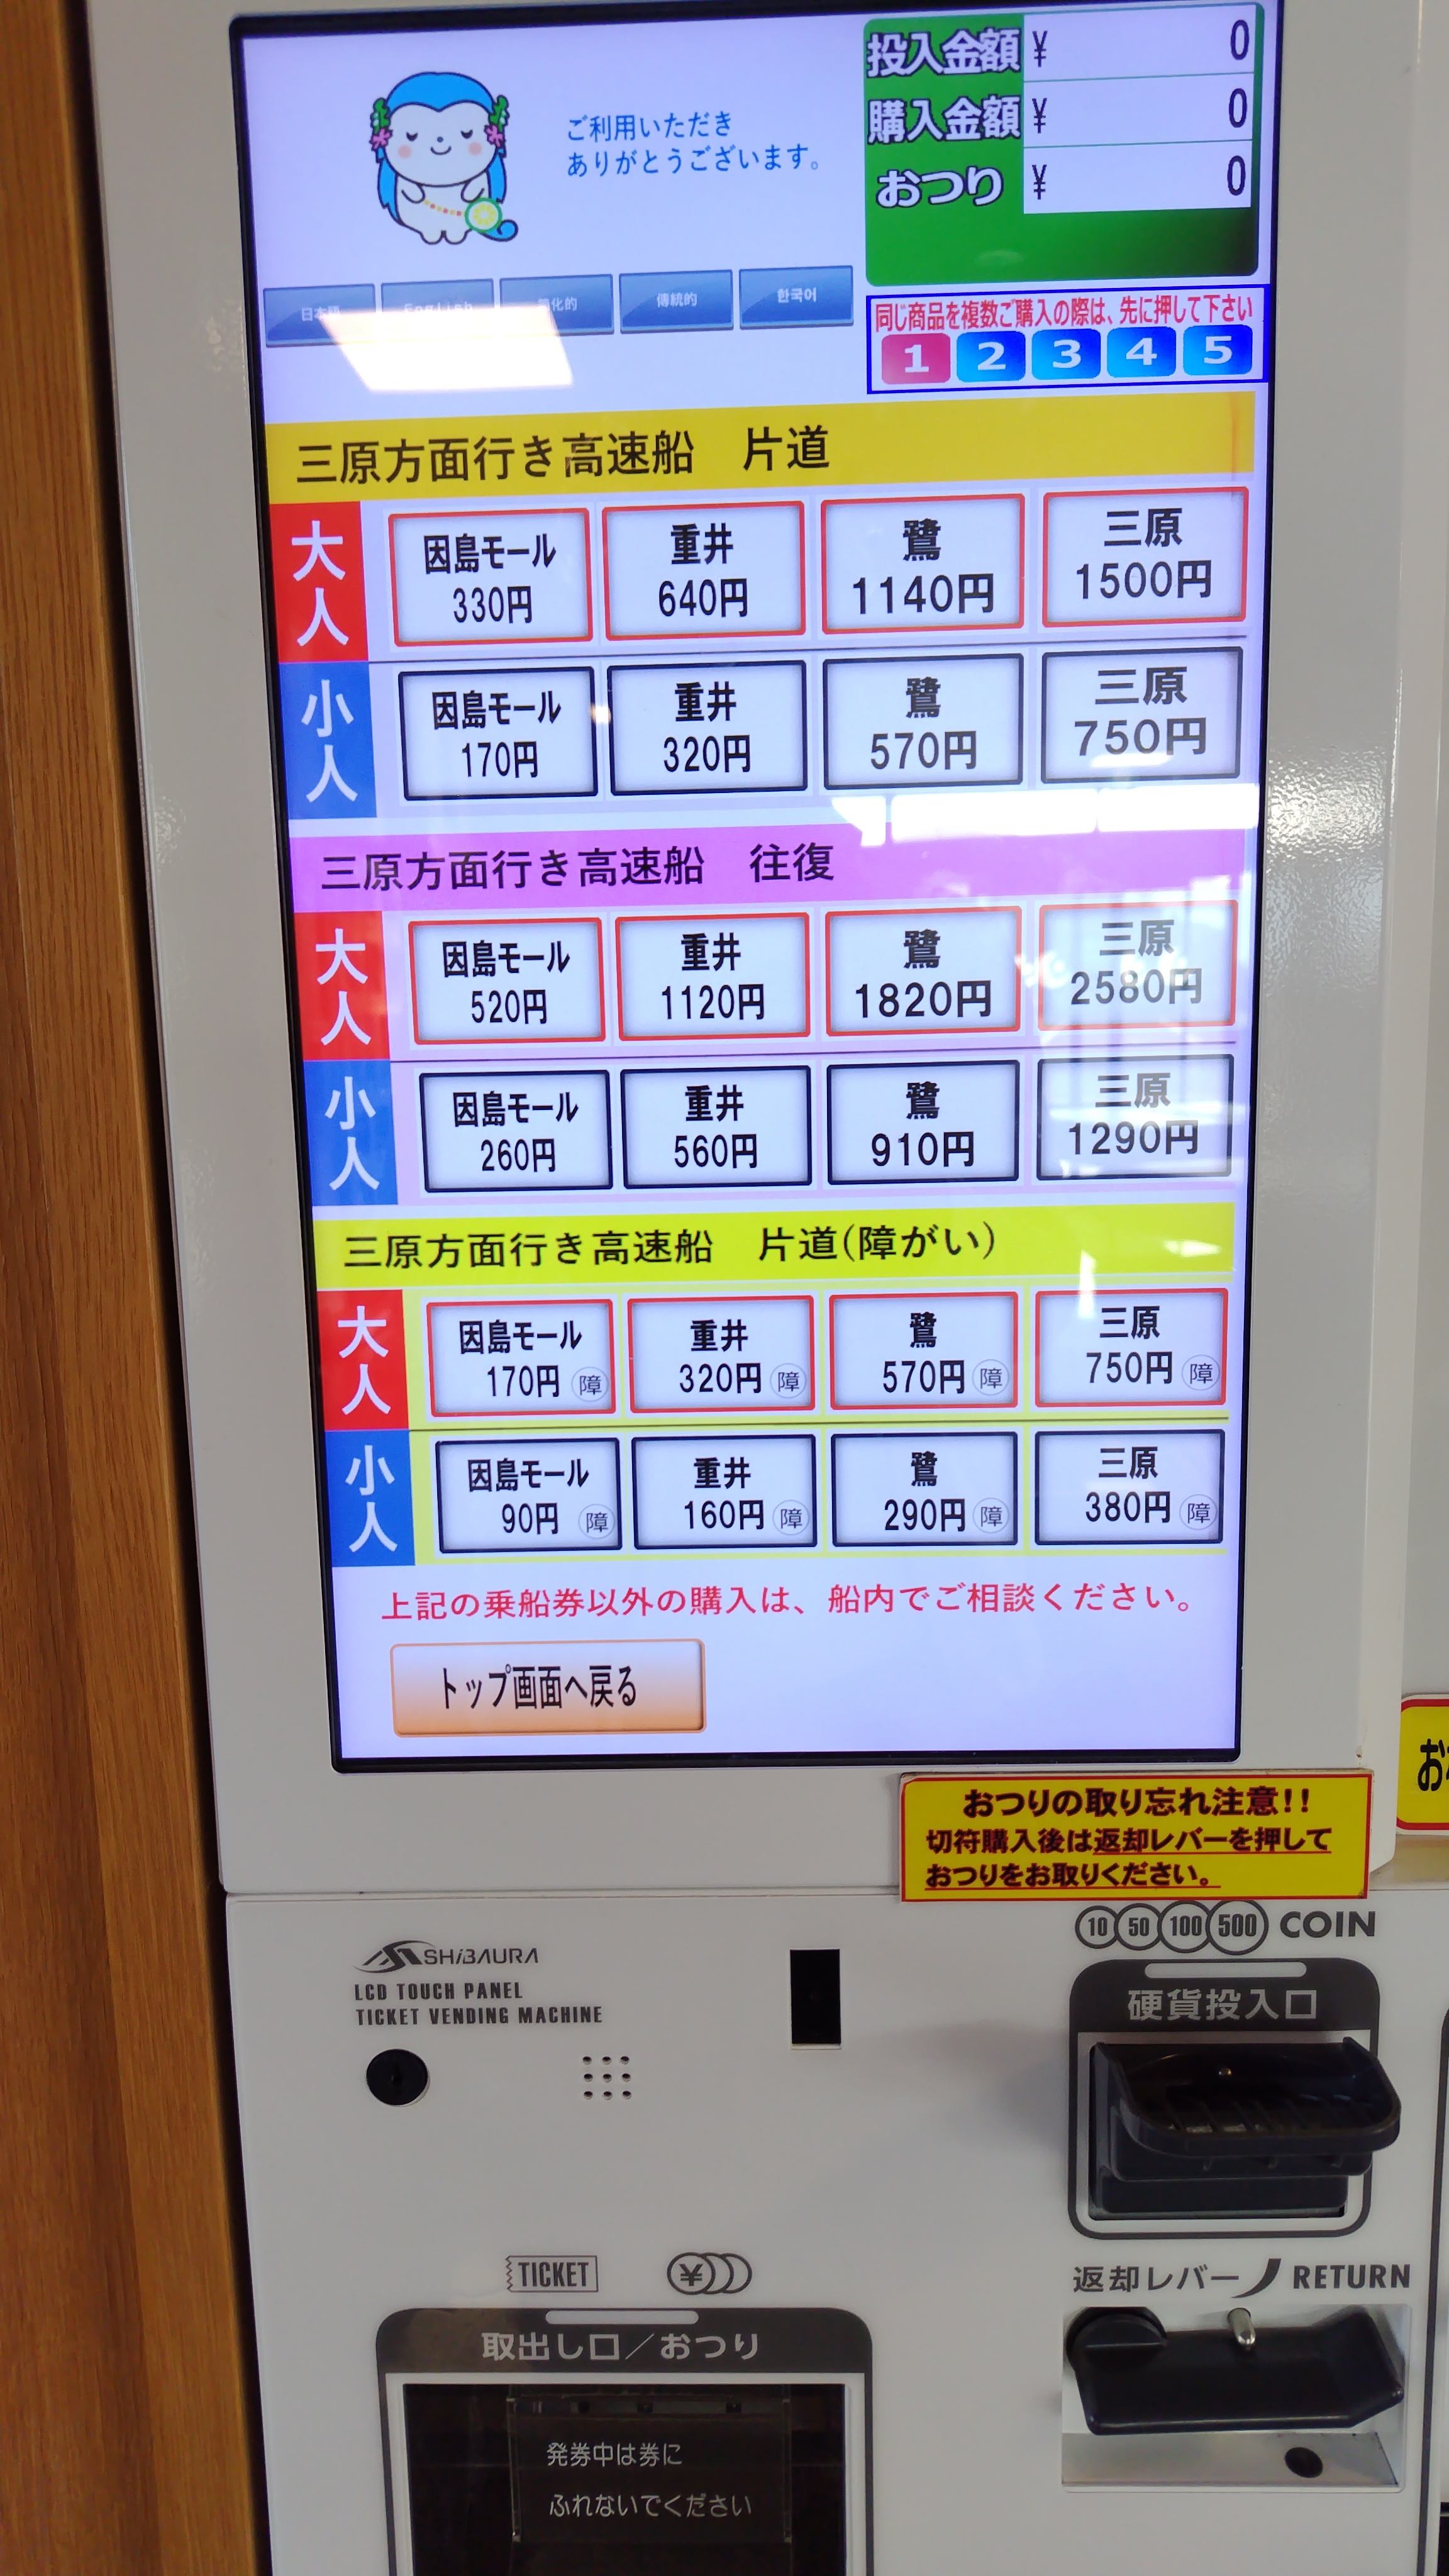 ご利用いただき
ありがとうございます。
投入金額 ¥ 0
購入金額 ¥ 0
おつり ¥ 0
日本語 English 簡化的 傳統的 한국어
同じ商品を複数ご購入の際は、先に押して下さい
1 2 3 4 5
三原方面行き高速船 片道
大人
因島モール 重井 鷺 三原
330円 640円 1140円 1500円
小人
因島モール 重井 鷺 三原
170円 320円 570円 750円
三原方面行き高速船 往復
大人
因島モール 重井 鷺 三原
520円 1120円 1820円 2580円
小人
因島モール 重井 鷺 三原
260円 560円 910円 1290円
三原方面行き高速船 片道(障がい)
大人
因島モール 重井 鷺 三原
170円 障 320円 障 570円 障 750円 障
小人
因島モール 重井 鷺 三原
90円 障 160円 障 290円 障 380円 障
上記の乗船券以外の購入は、船内でご相談ください。
トップ画面へ戻る
おつりの取り忘れ注意!!
切符購入後は返却レバーを押して
おつりをお取りください。
10 50 100 500 COIN
SHiBAURA
LCD TOUCH PANEL
TICKET VENDING MACHINE
硬貨投入口
返却レバー RETURN
TICKET ¥
取出し口/おつり
発券中は券に
ふれないでください